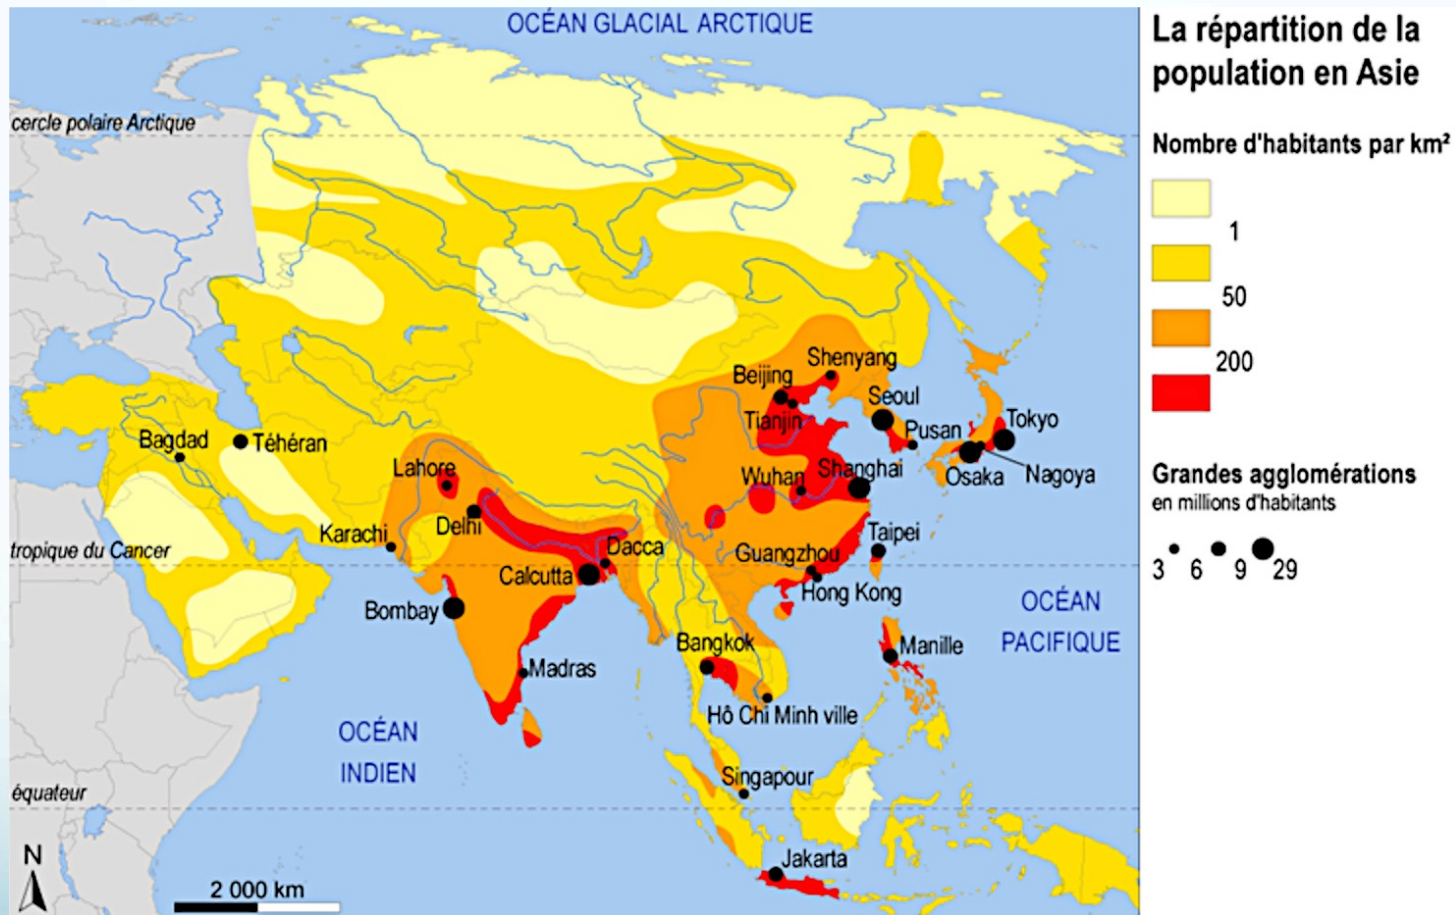 OCÉAN GLACIAL ARCTIQUE
cercle polaire Arctique
Shenyang
Beijing
Seoul
Tianjin
Pusan
Tokyo
Bagdad
Téhéran
Lahore
Wuhan
Shanghai
Osaka
Nagoya
Karachi
Delhi
Taipei
tropique du Cancer
Dacca
Guangzhou
Calcutta
Hong Kong
Bombay
OCÉAN
PACIFIQUE
Bangkok
Manille
Madras
Hô Chi Minh ville
OCÉAN
INDIEN
Singapour
équateur
Jakarta
N
2 000 km
La répartition de la
population en Asie
Nombre d'habitants par km²
1
50
200
Grandes agglomérations
en millions d'habitants
3 6 9 29